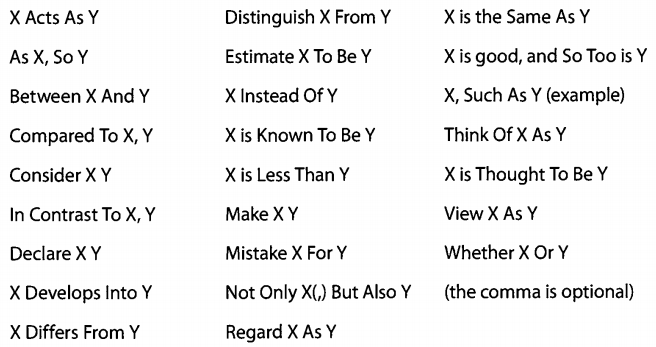 X Acts As Y
As X, So Y
Between X And Y
Compared To X, Y
Consider X Y
In Contrast To X, Y
Declare X Y
X Develops Into Y
X Differs From Y
Distinguish X From Y
Estimate X To Be Y
X Instead Of Y
X is Known To Be Y
X is Less Than Y
Make X Y
Mistake X For Y
Not Only X(,) But Also Y
Regard X As Y
X is the Same As Y
X is good, and So Too is Y
X, Such As Y (example)
Think Of X As Y
X is Thought To Be Y
View X As Y
Whether X Or Y
(the comma is optional)